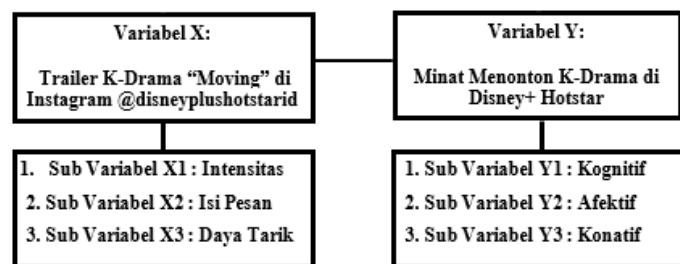 Variabel X:
Trailer K-Drama “Moving” di
Instagram @disneyplushotstarid
Variabel Y:
Minat Menonton K-Drama di
Disney+ Hotstar
1. Sub Variabel X1 : Intensitas
2. Sub Variabel X2 : Isi Pesan
3. Sub Variabel X3 : Daya Tarik
1. Sub Variabel Y1 : Kognitif
2. Sub Variabel Y2 : Afektif
3. Sub Variabel Y3 : Konatif